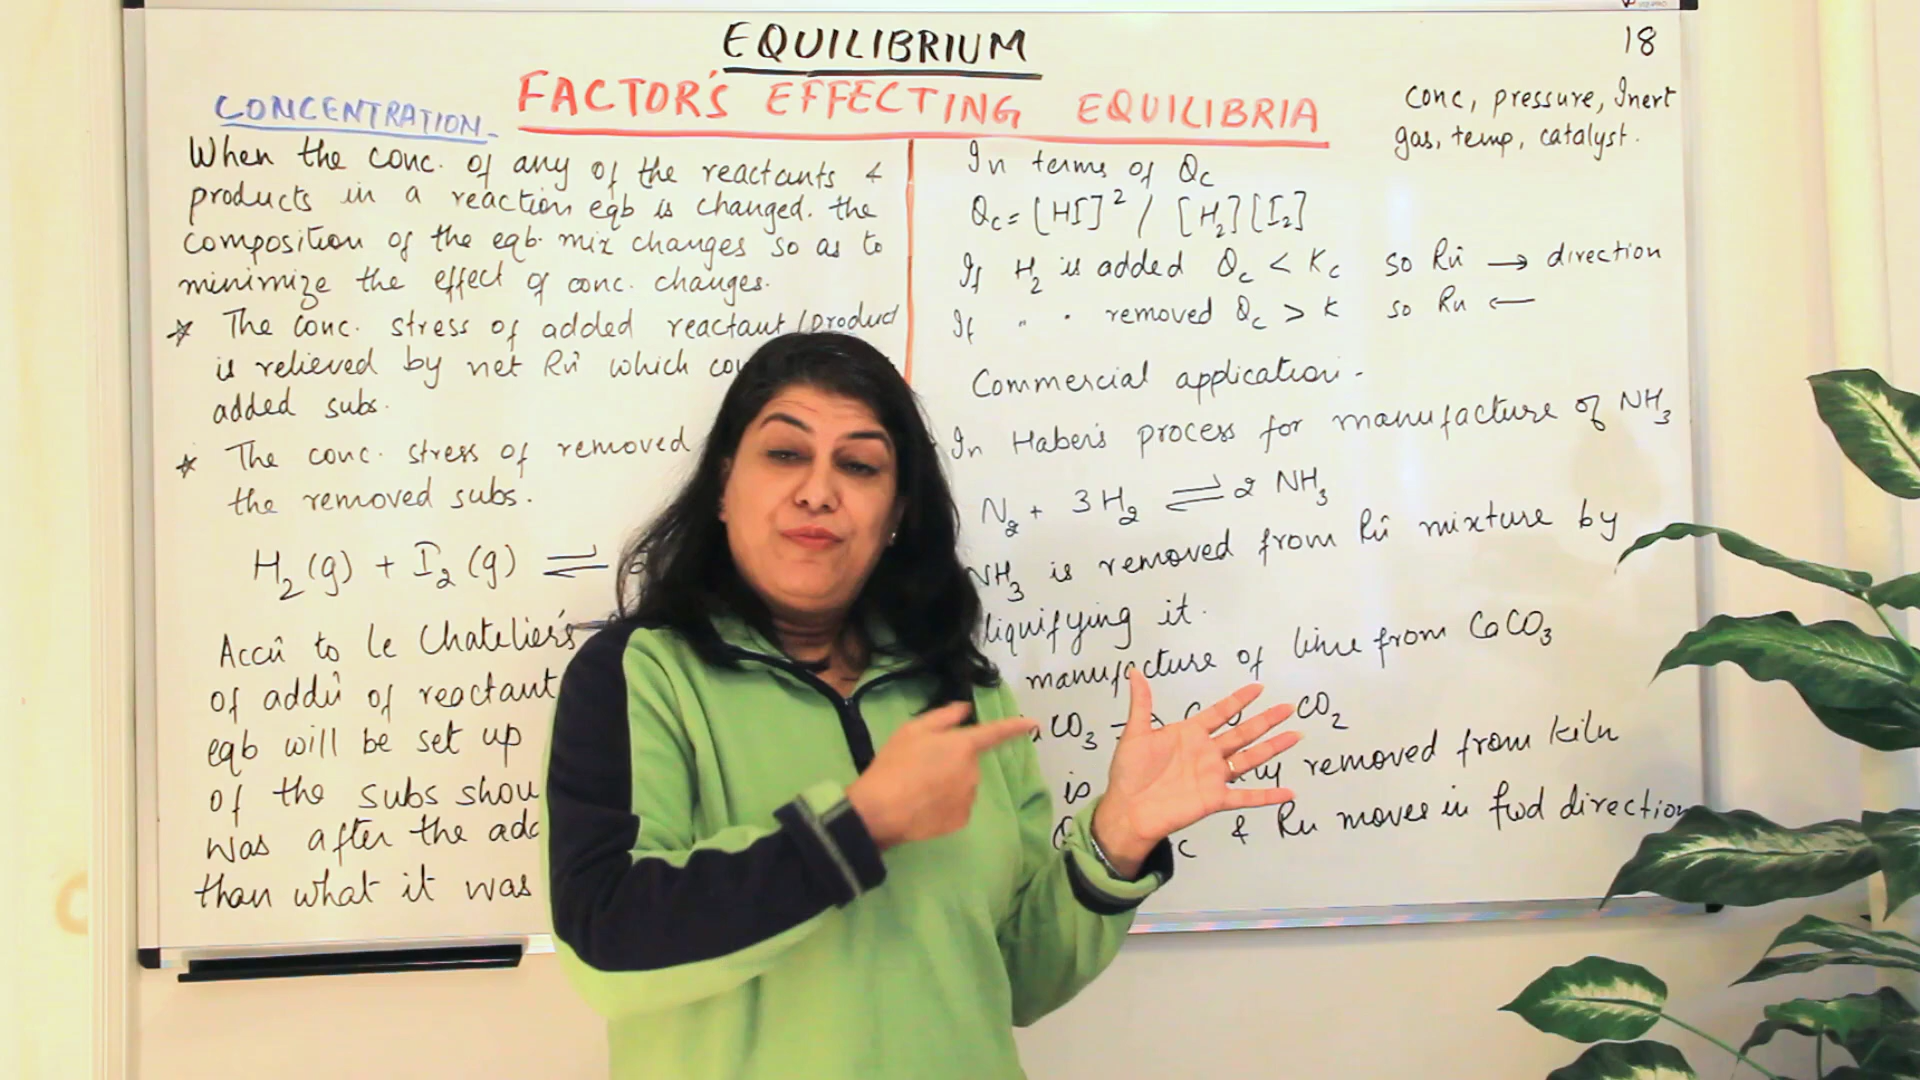 EQUILIBRIUM
18
FACTOR'S EFFECTING EQUILIBRIA
conc, pressure, Inert
gas, temp, catalyst.
CONCENTRATION -
When the conc. of any of the reactants &
products in a reaction eqb is changed. the
composition of the eqb. mix changes so as to
minimize the effect of conc. changes.
☆ The conc. stress of added reactant/product
is relieved by net Rn which
added subs.
☆ The conc. stress of removed
the removed subs.
H₂(g) + I₂(g) ⇌
Accn to Le Chatelier's
of addn of reactant
eqb will be set up
of the subs
was after the
than what it was
In terms of Qc
Qc = [HI]² / [H₂][I₂]
If H₂ is added Qc < Kc so Rn → direction
If " " removed Qc > K so Rn ←
Commercial application -
In Haber's process for manufacture of NH₃
N₂ + 3H₂ ⇌ 2 NH₃
NH₃ is removed from Rn mixture by
liquifying it.
manufacture of lime from CaCO₃
CO₃ CO₂
is removed from kiln
& Rn moves in fwd direction